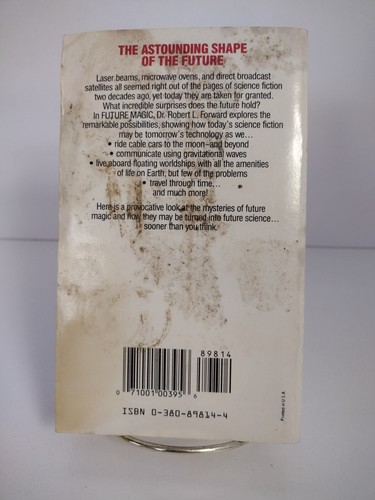 THE ASTOUNDING SHAPE
OF THE FUTURE
Laser beams, microwave ovens, and direct broadcast
satellites all seemed right out of the pages of science fiction
two decades ago, yet today they are taken for granted.
What incredible surprises does the future hold?
In FUTURE MAGIC, Dr. Robert L. Forward explores the
remarkable possibilities, showing how today's science fiction
may be tomorrow's technology as we...
• ride cable cars to the moon–and beyond
• communicate using gravitational waves
• live aboard floating worldships with all the amenities
of life on Earth, but few of the problems
• travel through time...
and much more!
Here is a provocative look at the mysteries of future
magic and how they may be turned into future science...
sooner than you think.
89814
0 71001 00395 6
ISBN 0-380-89814-4
Printed in U.S.A.